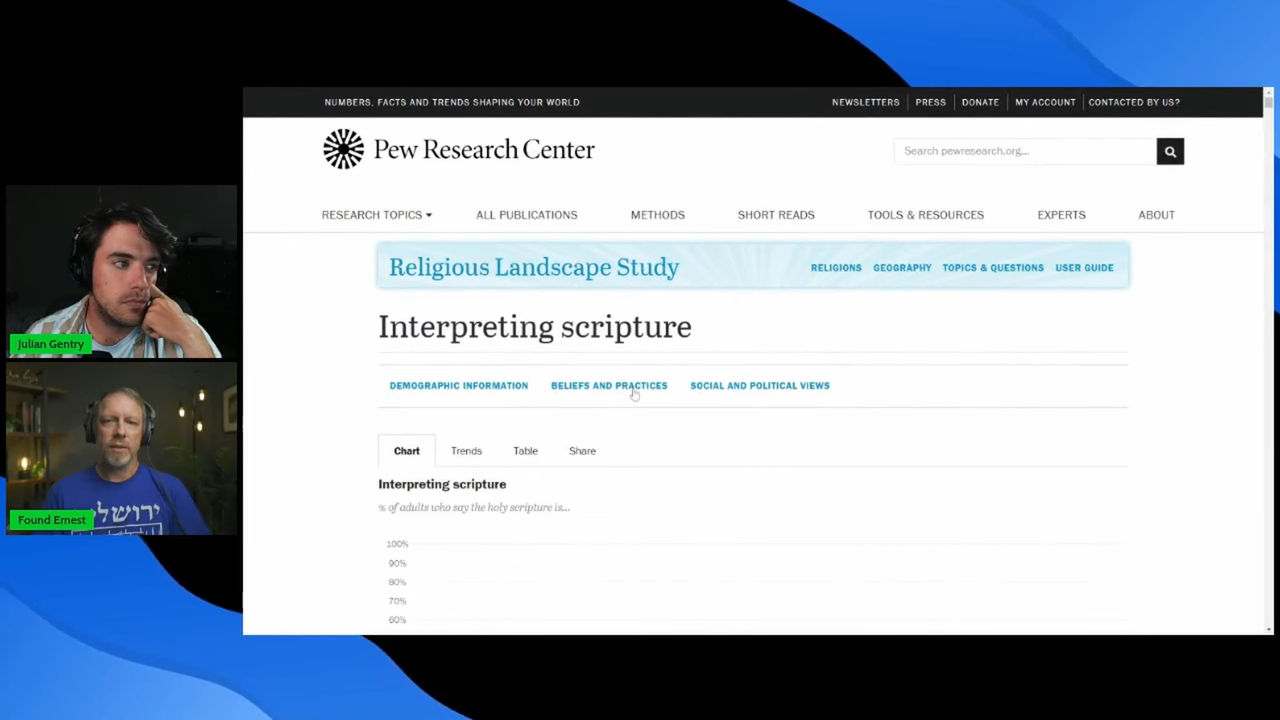 NUMBERS, FACTS AND TRENDS SHAPING YOUR WORLD
NEWSLETTERS
PRESS
DONATE
MY ACCOUNT
CONTACTED BY US?
Pew Research Center
Search pewresearch.org...
RESEARCH TOPICS
ALL PUBLICATIONS
METHODS
SHORT READS
TOOLS & RESOURCES
EXPERTS
ABOUT
Religious Landscape Study
RELIGIONS
GEOGRAPHY
TOPICS & QUESTIONS
USER GUIDE
Interpreting scripture
DEMOGRAPHIC INFORMATION
BELIEFS AND PRACTICES
SOCIAL AND POLITICAL VIEWS
Chart
Trends
Table
Share
Interpreting scripture
% of adults who say the holy scripture is...
100%
90%
80%
70%
60%
Julian Gentry
ירושלים
Found Ernest